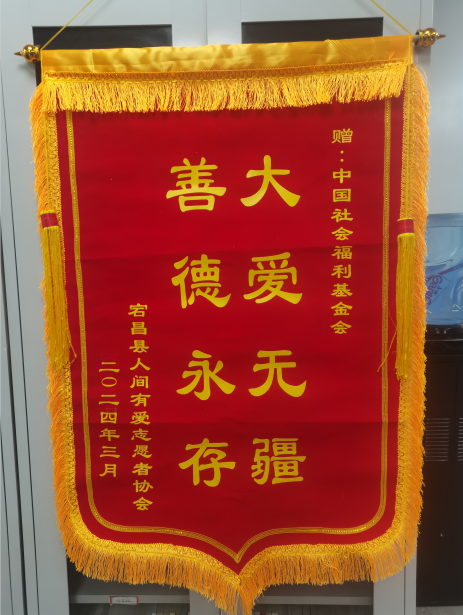 赠：中国社会福利基金会
大爱无疆
善德永存
宕昌县人间有爱志愿者协会
二〇二四年三月